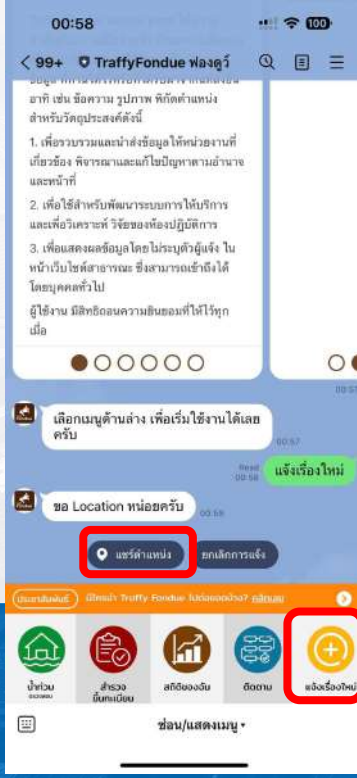 00:58
100
99+
TraffyFondue ฟองดูว์
อาทิ เช่น ข้อความ รูปภาพ พิกัดตำแหน่ง
สำหรับวัตถุประสงค์ดังนี้
1. เพื่อรวบรวมและนำส่งข้อมูลให้หน่วยงานที่
เกี่ยวข้อง พิจารณาและแก้ไขปัญหาตามอำนาจ
และหน้าที่
2. เพื่อใช้สำหรับพัฒนาระบบการให้บริการ
และเพื่อวิเคราะห์ วิจัยของห้องปฏิบัติการ
3. เพื่อแสดงผลข้อมูลโดยไม่ระบุตัวผู้แจ้ง ใน
หน้าเว็บไซต์สาธารณะ ซึ่งสามารถเข้าถึงได้
โดยบุคคลทั่วไป
ผู้ใช้งาน มีสิทธิถอนความยินยอมที่ให้ไว้ทุก
เมื่อ
00:57
เลือกเมนูด้านล่าง เพื่อเริ่มใช้งานได้เลย
ครับ
00:57
Read
00:58
แจ้งเรื่องใหม่
ขอ Location หน่อยครับ
00:58
แชร์ตำแหน่ง
ยกเลิกการแจ้ง
ประชาสัมพันธ์
มีใครนำ Traffy Fondue ไปต่อยอดบ้าง? คลิกเลย
น้ำท่วม
สำรวจ
ขึ้นทะเบียน
สถิติของฉัน
ติดตาม
แจ้งเรื่องใหม่
ซ่อน/แสดงเมนู